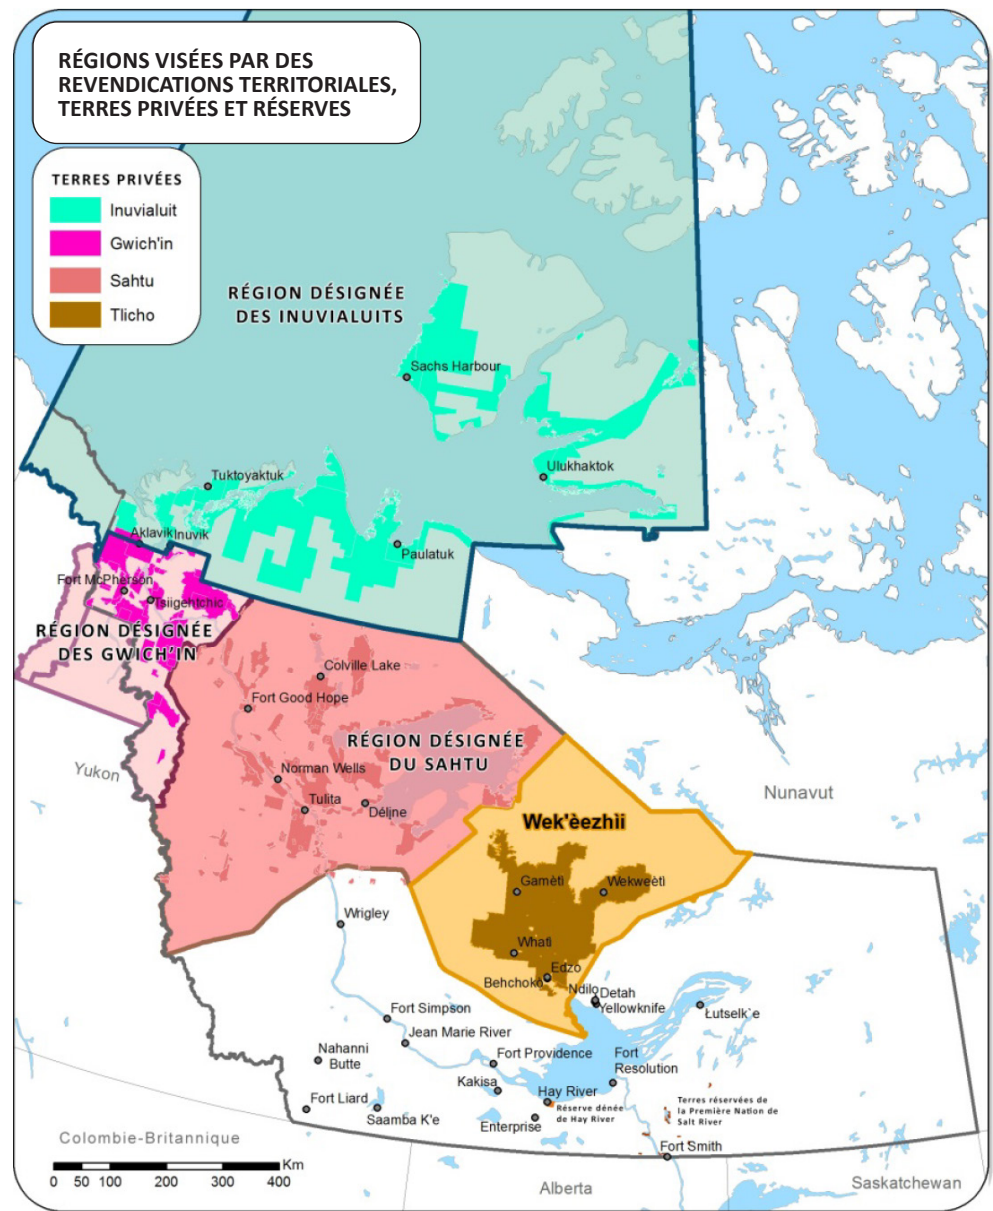 RÉGIONS VISÉES PAR DES
REVENDICATIONS TERRITORIALES,
TERRES PRIVÉES ET RÉSERVES
TERRES PRIVÉES
Inuvialuit
Gwich'in
Sahtu
Tlicho
RÉGION DÉSIGNÉE
DES INUVIALUITS
Sachs Harbour
Ulukhaktok
Tuktoyaktuk
Aklavik
Inuvik
Paulatuk
Fort McPherson
Tsiigehtchic
RÉGION DÉSIGNÉE
DES GWICH'IN
Colville Lake
Fort Good Hope
RÉGION DÉSIGNÉE
DU SAHTU
Yukon
Norman Wells
Tulita
Déljne
Nunavut
Wek'èezhìi
Gamètì
Wekweètì
Wrigley
Whatì
Edzo
Behchokò
Ndilo
Detah
Yellowknife
Łutselk`e
Fort Simpson
Jean Marie River
Nahanni
Butte
Fort Providence
Fort
Resolution
Kakisa
Hay River
Réserve dénée
de Hay River
Terres réservées de
la Première Nation de
Salt River
Fort Liard
Saamba K'e
Enterprise
Fort Smith
Colombie-Britannique
Km
0 50 100 200 300 400
Alberta
Saskatchewan